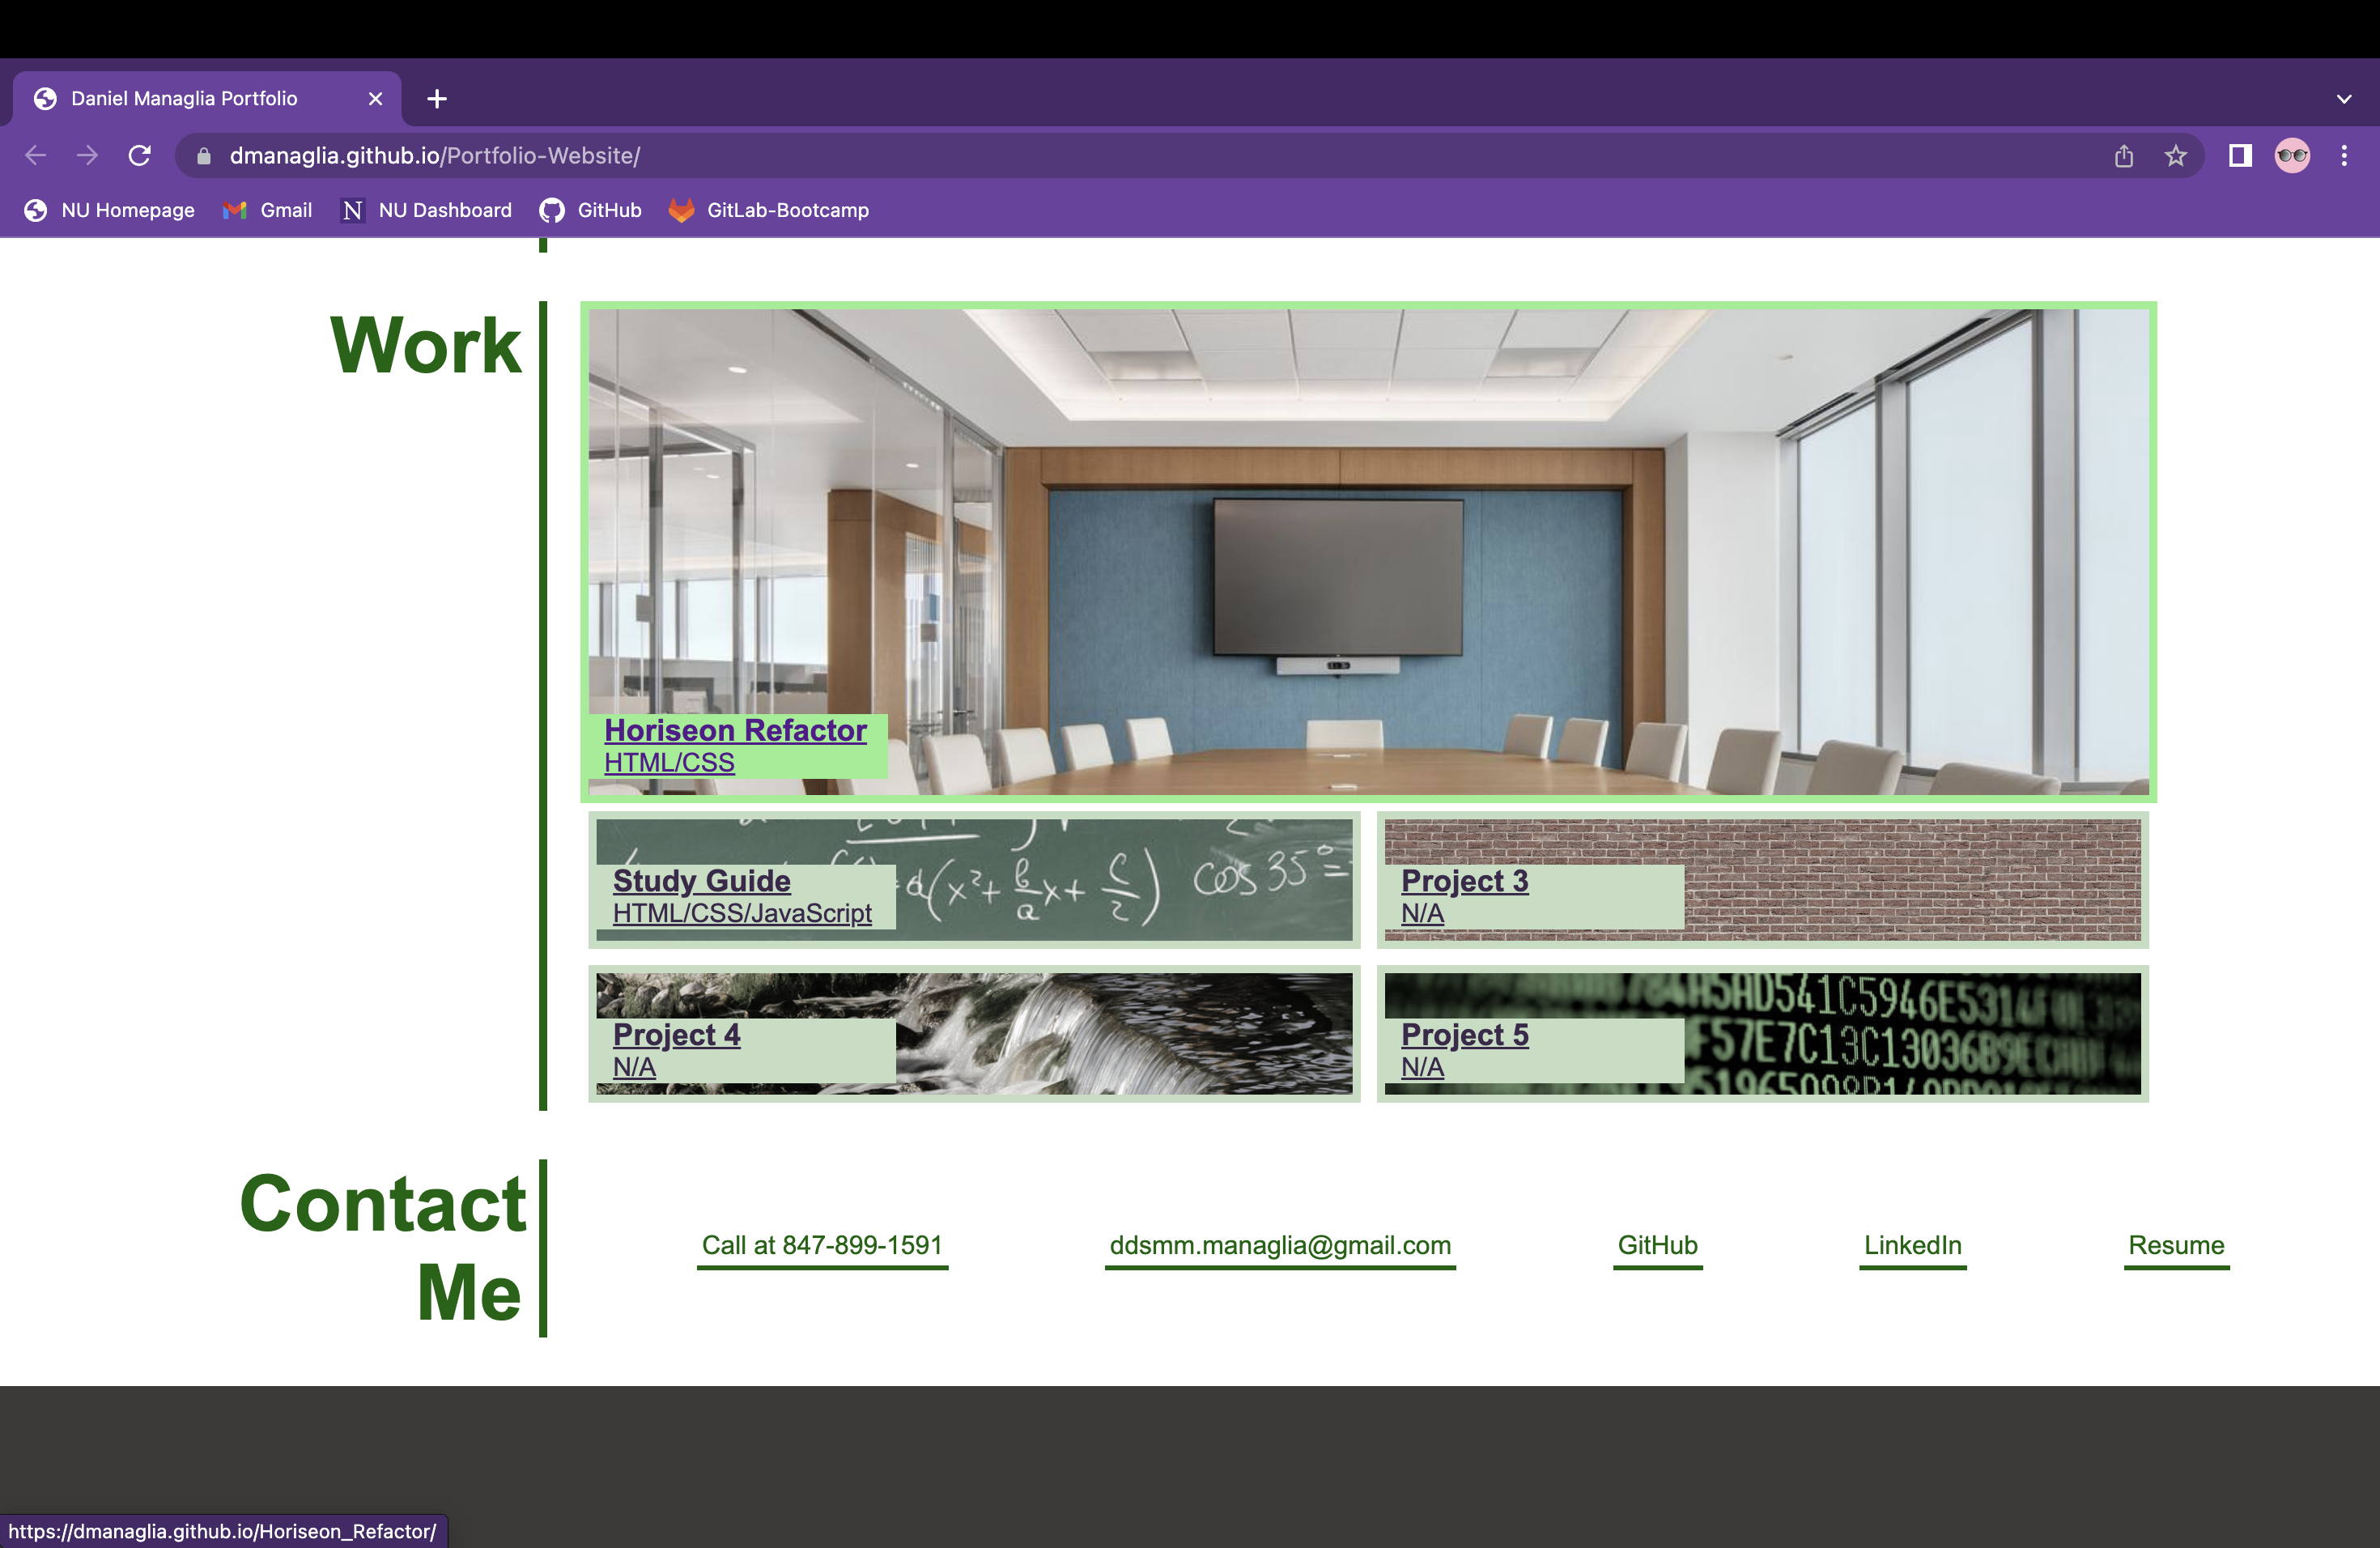 Daniel Managlia Portfolio
dmanaglia.github.io/Portfolio-Website/
NU Homepage
Gmail
N NU Dashboard
GitHub
GitLab-Bootcamp
Work
Horiseon Refactor
HTML/CSS
Study Guide
HTML/CSS/JavaScript
cos 35° =
Project 3
N/A
Project 4
N/A
Project 5
N/A
Contact
Me
Call at 847-899-1591
ddsmm.managlia@gmail.com
GitHub
LinkedIn
Resume
https://dmanaglia.github.io/Horiseon_Refactor/